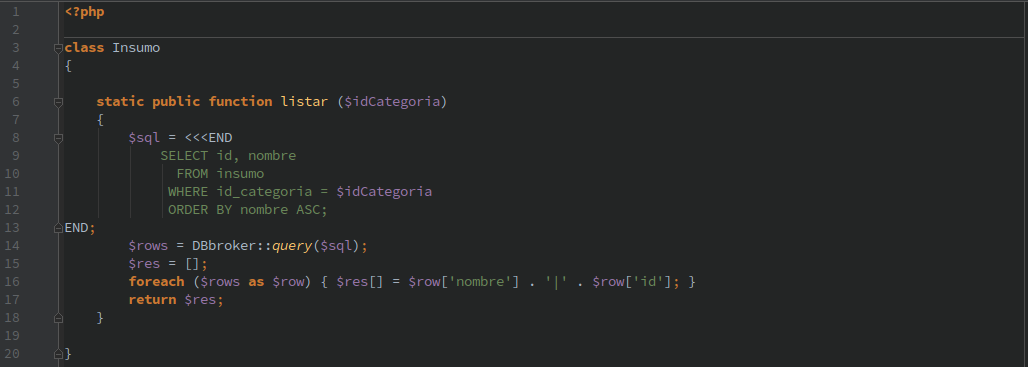 1 <?php
2
3 class Insumo
4 {
5
6     static public function listar ($idCategoria)
7     {
8         $sql = <<<END
9             SELECT id, nombre
10               FROM insumo
11              WHERE id_categoria = $idCategoria
12              ORDER BY nombre ASC;
13 END;
14         $rows = DBbroker::query($sql);
15         $res = [];
16         foreach ($rows as $row) { $res[] = $row['nombre'] . '|' . $row['id']; }
17         return $res;
18     }
19
20 }